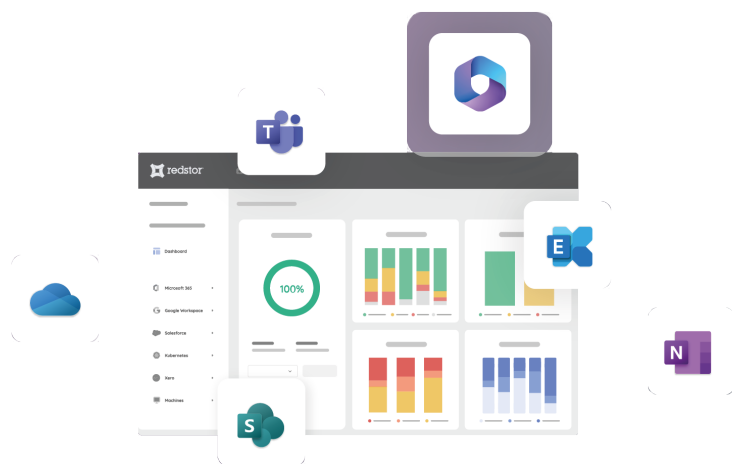 T
redstor
E
Dashboard
100%
Microsoft 365
Google Workspace
Salesforce
Kubernetes
Xero
Machines
N
S